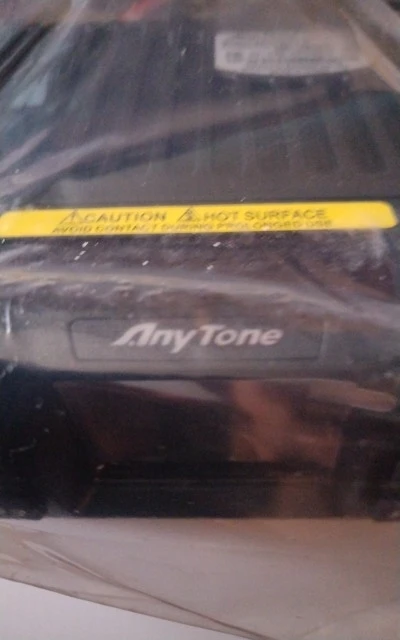 CAUTION HOT SURFACE
AVOID CONTACT DURING PROLONGED USE
AnyTone